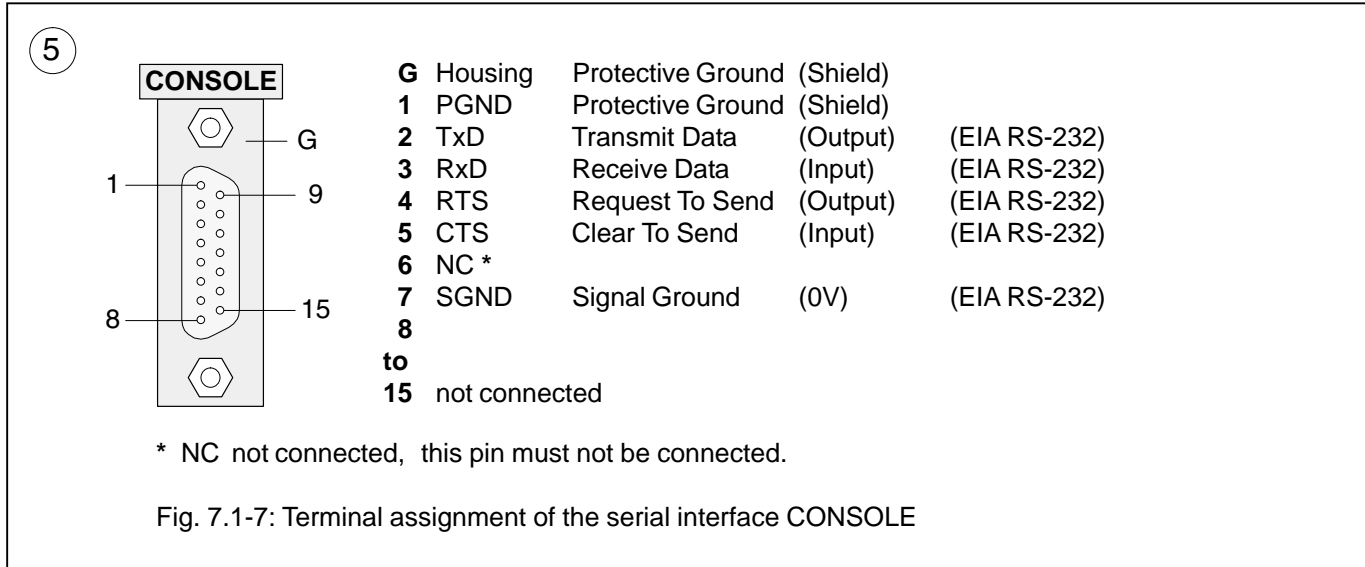 5
CONSOLE
G
1
9
8
15
G Housing Protective Ground (Shield)
1 PGND Protective Ground (Shield)
2 TxD Transmit Data (Output) (EIA RS-232)
3 RxD Receive Data (Input) (EIA RS-232)
4 RTS Request To Send (Output) (EIA RS-232)
5 CTS Clear To Send (Input) (EIA RS-232)
6 NC *
7 SGND Signal Ground (0V) (EIA RS-232)
8
to
15 not connected
* NC not connected, this pin must not be connected.
Fig. 7.1-7: Terminal assignment of the serial interface CONSOLE